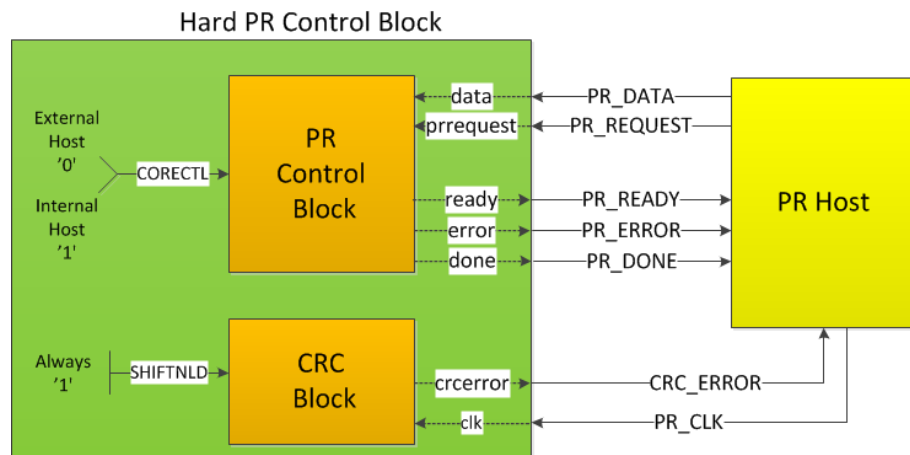 Hard PR Control Block
data
PR_DATA
prrequest
PR_REQUEST
External
Host
'0'
PR
Control
Block
CORECTL
Internal
Host
'1'
ready
PR_READY
error
PR_ERROR
done
PR_DONE
PR Host
Always
'1'
SHIFTNLD
CRC
Block
crcerror
CRC_ERROR
clk
PR_CLK